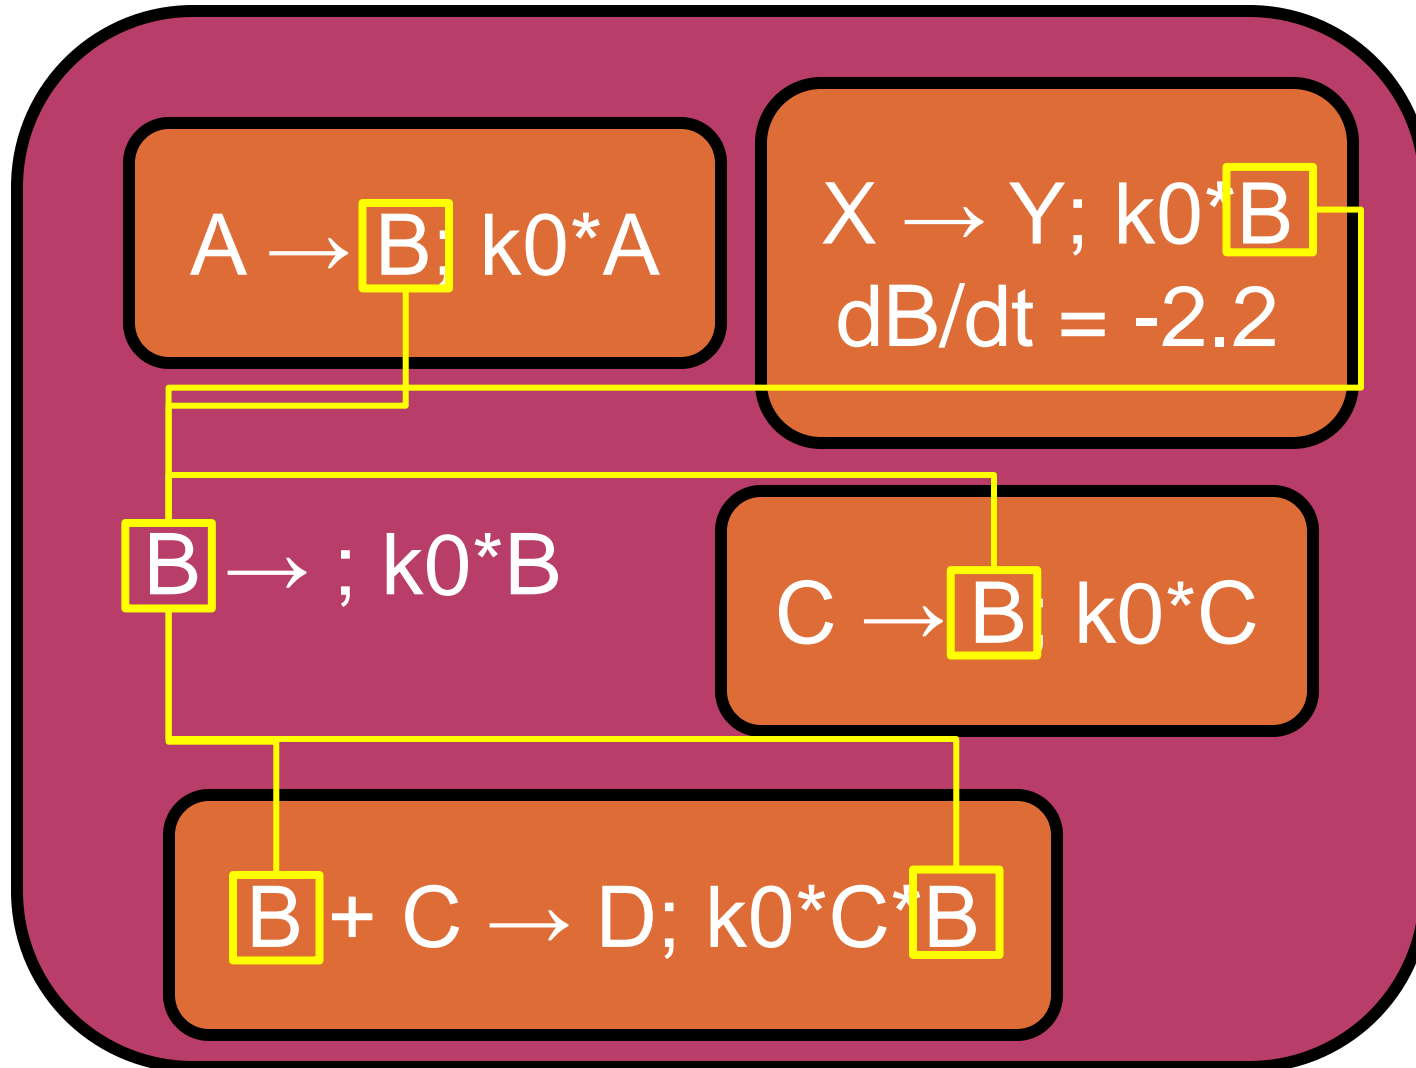 A → B; k0*A
X → Y; k0*B
dB/dt = -2.2
B → ; k0*B
C → B; k0*C
B + C → D; k0*C*B